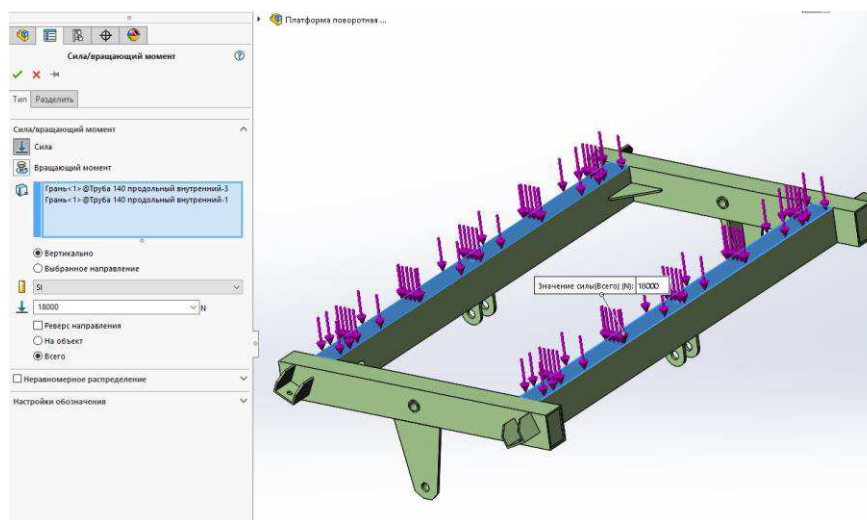 Платформа поворотная ...
Сила/вращающий момент
Тип Разделить
Сила/вращающий момент
Сила
Вращающий момент
Грань<1> @Труба 140 продольный внутренний-3
Грань<1> @Труба 140 продольный внутренний-1
Вертикально
Выбранное направление
SI
18000 N
Реверс направления
На объект
Всего
Неравномерное распределение
Настройки обозначения
Значение силы(Всего) (N): 18000